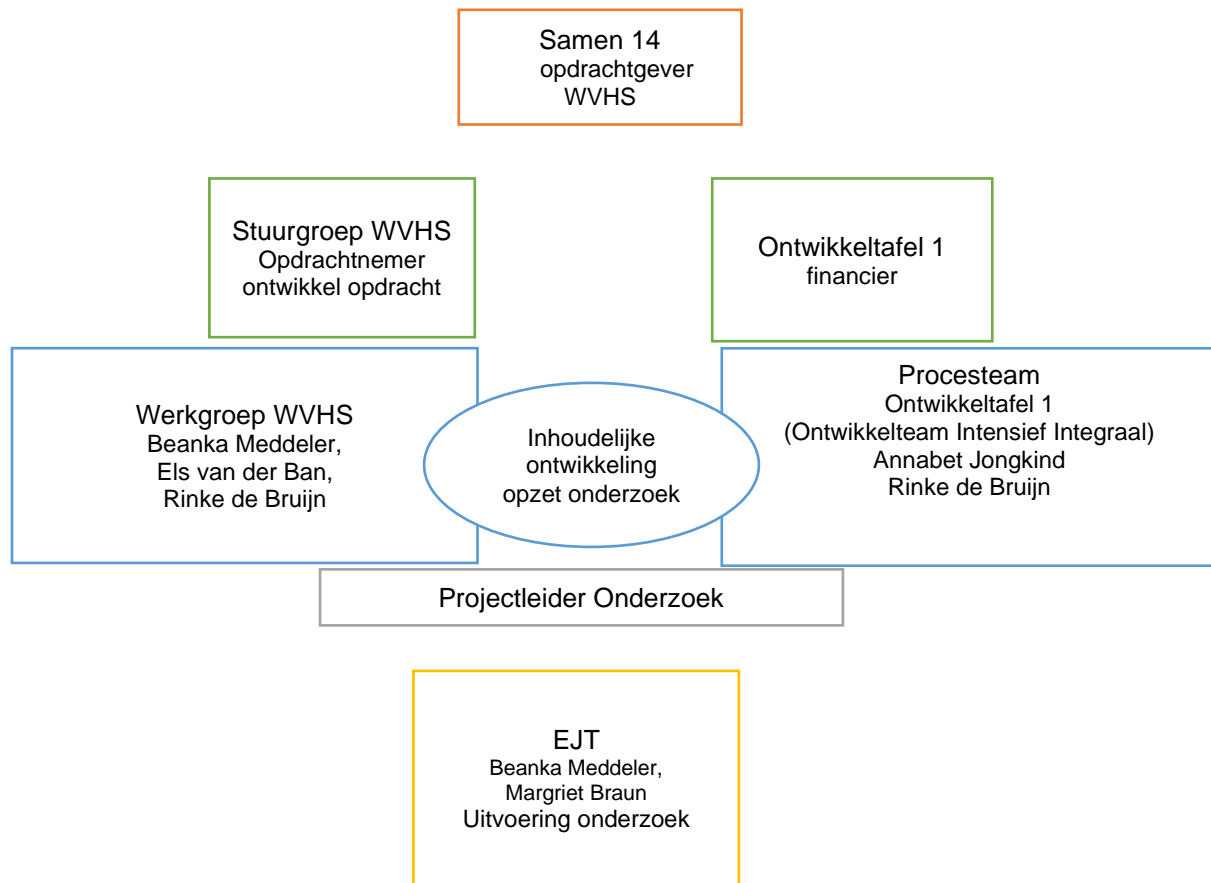 Samen 14
opdrachtgever
WVHS
Stuurgroep WVHS
Opdrachtnemer
ontwikkel opdracht
Ontwikkeltafel 1
financier
Werkgroep WVHS
Beanka Meddeler,
Els van der Ban,
Rinke de Bruijn
Inhoudelijke
ontwikkeling
opzet onderzoek
Procesteam
Ontwikkeltafel 1
(Ontwikkelteam Intensief Integraal)
Annabet Jongkind
Rinke de Bruijn
Projectleider Onderzoek
EJT
Beanka Meddeler,
Margriet Braun
Uitvoering onderzoek